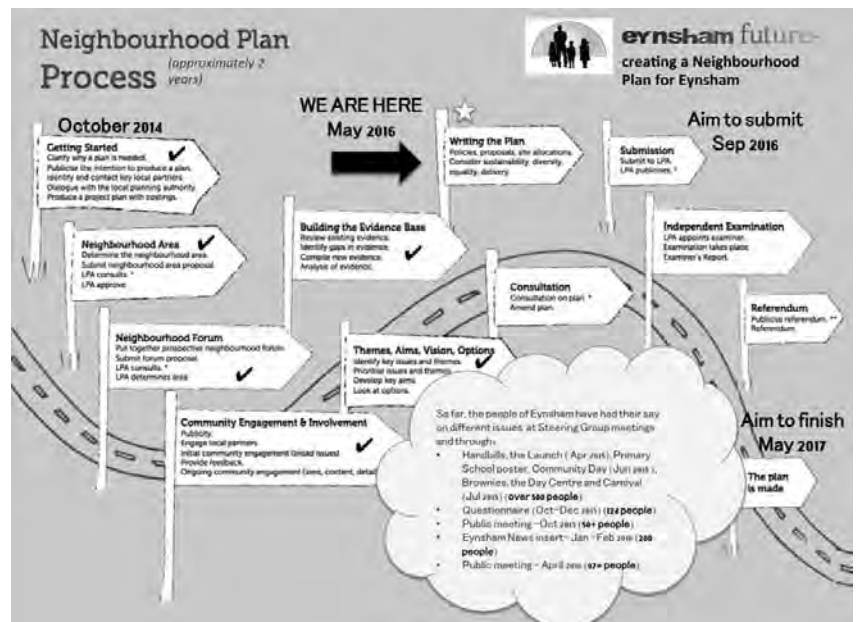 Neighbourhood Plan
Process (approximately 2
years)
eynsham futures
creating a Neighbourhood
Plan for Eynsham
October 2014
WE ARE HERE
May 2016
Aim to submit
Sep 2016
Getting Started
Clarify why a plan is needed.
Publicise the intention to produce a plan.
Identify and contact key local partners.
Dialogue with the local planning authority.
Produce a project plan with costings.
Neighbourhood Area
Determine the neighbourhood area.
Submit neighbourhood area proposal.
LPA consults. *
LPA approve.
Neighbourhood Forum
Put together prospective neighbourhood forum.
Submit forum proposal.
LPA consults. *
LPA determines area
Community Engagement & Involvement
Publicity.
Engage local partners.
Initial community engagement (broad issues)
Provide feedback.
Ongoing community engagement (aims, content, detail
Building the Evidence Base
Review existing evidence.
Identify gaps in evidence.
Compile new evidence.
Analysis of evidence.
Themes, Aims, Vision, Options
Identify key issues and themes.
Prioritise issues and themes.
Develop key aims.
Look at options.
Writing the Plan
Policies, proposals, site allocations.
Consider sustainability, diversity,
equality, delivery.
Consultation
Consultation on plan. *
Amend plan.
Submission
Submit to LPA.
LPA publicises. *
Independent Examination
LPA appoints examiner.
Examination takes place.
Examiner's Report.
Referendum
Publicise referendum. **
Referendum.
Aim to finish
May 2017
The plan
is made
So far, the people of Eynsham have had their say
on different issues at Steering Group meetings
and through:
• Handbills, the Launch ( Apr 2015), Primary
School poster, Community Day (Jun 2015 ),
Brownies, the Day Centre and Carnival
(Jul 2015) (over 500 people)
• Questionnaire (Oct-Dec 2015) (124 people)
• Public meeting -Oct 2015 (50+ people)
• Eynsham News insert- Jan -Feb 2016 (200
people)
• Public meeting - April 2016 (97+ people)